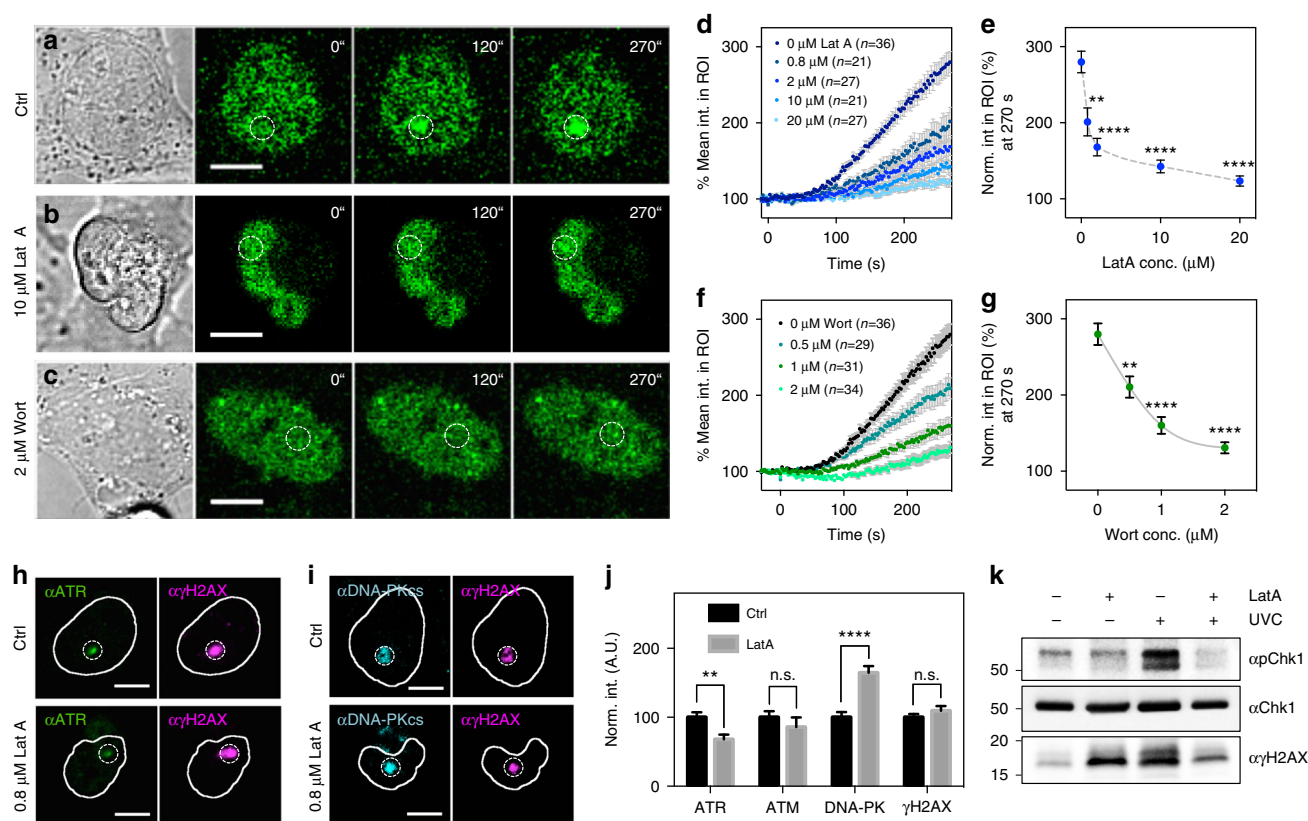 a
Ctrl
0“
120“
270“
b
10 µM Lat A
0“
120“
270“
c
2 µM Wort
0“
120“
270“
d
% Mean int. in ROI
300
200
100
0 µM Lat A (n=36)
0.8 µM (n=21)
2 µM (n=27)
10 µM (n=21)
20 µM (n=27)
0 100 200
Time (s)
e
Norm. int in ROI (%)
at 270 s
300
200
100
**
****
****
****
0 10 20
LatA conc. (µM)
f
% Mean int. in ROI
300
200
100
0 µM Wort (n=36)
0.5 µM (n=29)
1 µM (n=31)
2 µM (n=34)
0 100 200
Time (s)
g
Norm. int in ROI (%)
at 270 s
300
200
100
**
****
****
0 1 2
Wort conc. (µM)
h
Ctrl
αATR
αγH2AX
0.8 µM Lat A
αATR
αγH2AX
i
Ctrl
αDNA-PKcs
αγH2AX
0.8 µM Lat A
αDNA-PKcs
αγH2AX
j
Norm. int. (A.U.)
200
100
0
Ctrl
LatA
**
n.s.
****
n.s.
ATR ATM DNA-PK γH2AX
k
– + – + LatA
– – + + UVC
50
αpChk1
50
αChk1
20
15
αγH2AX